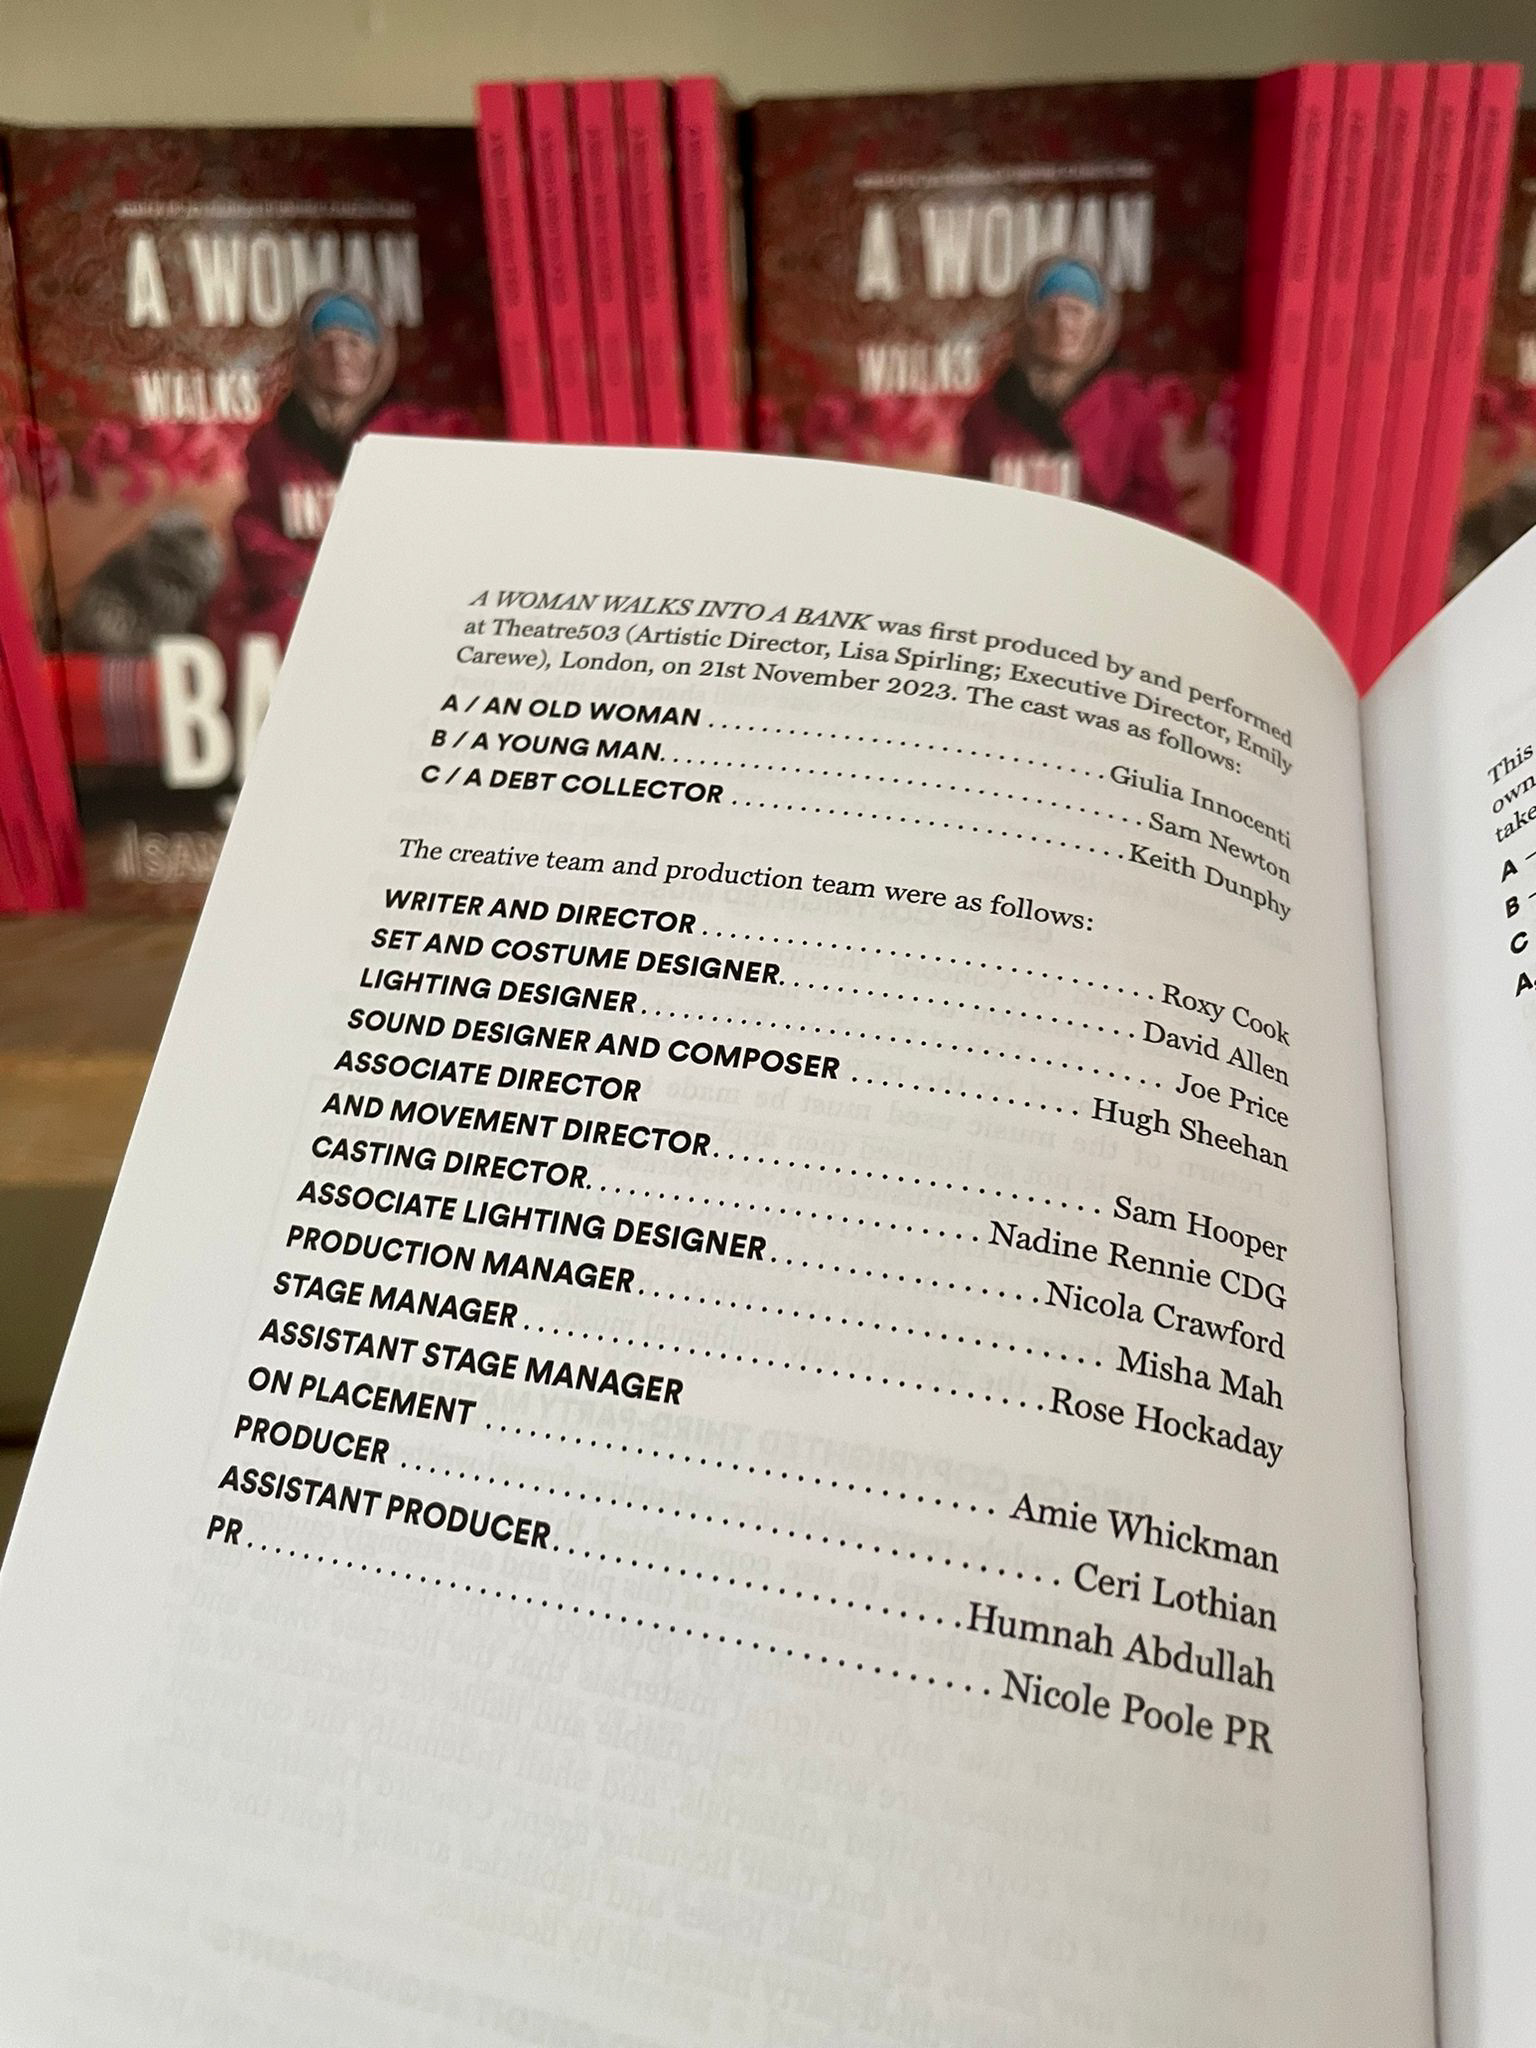 A WOMAN
WALKS
BA
A WOMAN
WALKS
INTO
A WOMAN WALKS INTO A BANK was first produced by and performed
at Theatre503 (Artistic Director, Lisa Spirling; Executive Director, Emily
Carewe), London, on 21st November 2023. The cast was as follows:
A / AN OLD WOMAN . . . . . . . . . . . . . . . . . . . . Giulia Innocenti
B / A YOUNG MAN. . . . . . . . . . . . . . . . . . . . Sam Newton
C / A DEBT COLLECTOR . . . . . . . . . . . . . . . . . . . . Keith Dunphy
The creative team and production team were as follows:
WRITER AND DIRECTOR . . . . . . . . . . . . . . . . . . . . Roxy Cook
SET AND COSTUME DESIGNER. . . . . . . . . . . . . . . . . . . . David Allen
LIGHTING DESIGNER . . . . . . . . . . . . . . . . . . . . Joe Price
SOUND DESIGNER AND COMPOSER . . . . . . . . . . . . . . . Hugh Sheehan
ASSOCIATE DIRECTOR
AND MOVEMENT DIRECTOR. . . . . . . . . . . . . . . . . . . . Sam Hooper
CASTING DIRECTOR. . . . . . . . . . . . . . . . . . . . Nadine Rennie CDG
ASSOCIATE LIGHTING DESIGNER. . . . . . . . . . . . . . . Nicola Crawford
PRODUCTION MANAGER. . . . . . . . . . . . . . . . . . . . Misha Mah
STAGE MANAGER . . . . . . . . . . . . . . . . . . . . Rose Hockaday
ASSISTANT STAGE MANAGER
ON PLACEMENT . . . . . . . . . . . . . . . . . . . . Amie Whickman
PRODUCER . . . . . . . . . . . . . . . . . . . . Ceri Lothian
ASSISTANT PRODUCER. . . . . . . . . . . . . . . . . . . . Humnah Abdullah
PR. . . . . . . . . . . . . . . . . . . . Nicole Poole PR
This
own
take
A –
B –
C